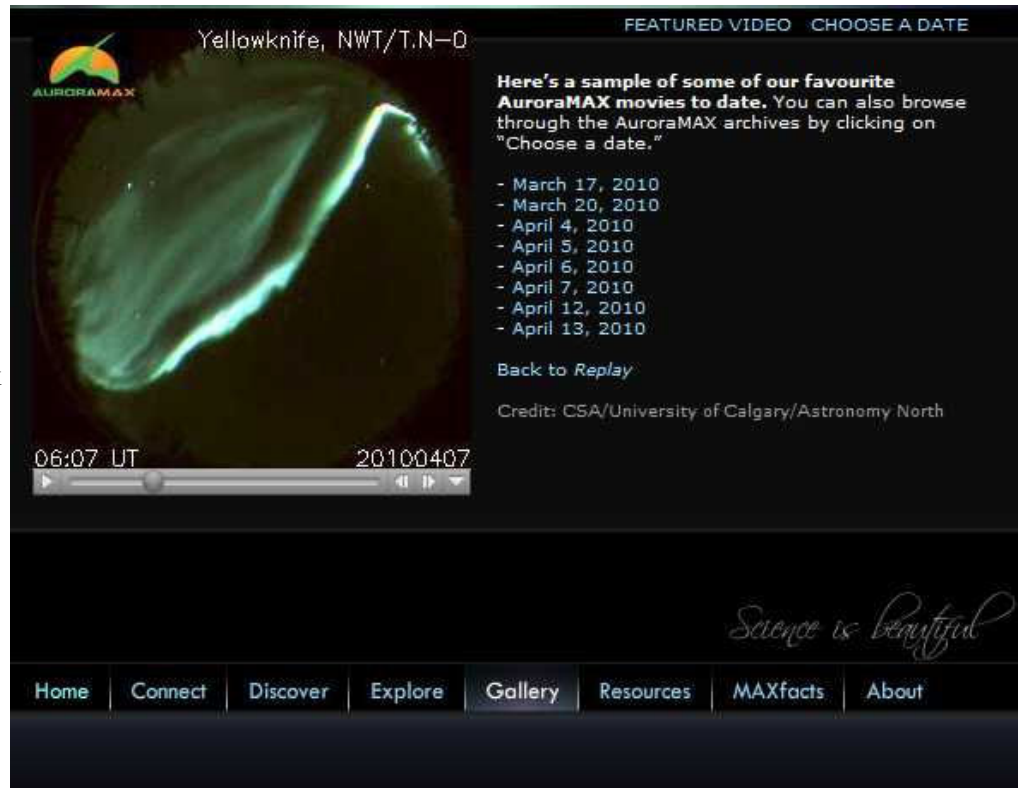 FEATURED VIDEO CHOOSE A DATE
Yellowknife, NWT/T.N-O
AURORAMAX
Here's a sample of some of our favourite
AuroraMAX movies to date. You can also browse
through the AuroraMAX archives by clicking on
"Choose a date."
- March 17, 2010
- March 20, 2010
- April 4, 2010
- April 5, 2010
- April 6, 2010
- April 7, 2010
- April 12, 2010
- April 13, 2010
Back to Replay
Credit: CSA/University of Calgary/Astronomy North
06:07 UT 20100407
Science is beautiful
Home Connect Discover Explore Gallery Resources MAXfacts About